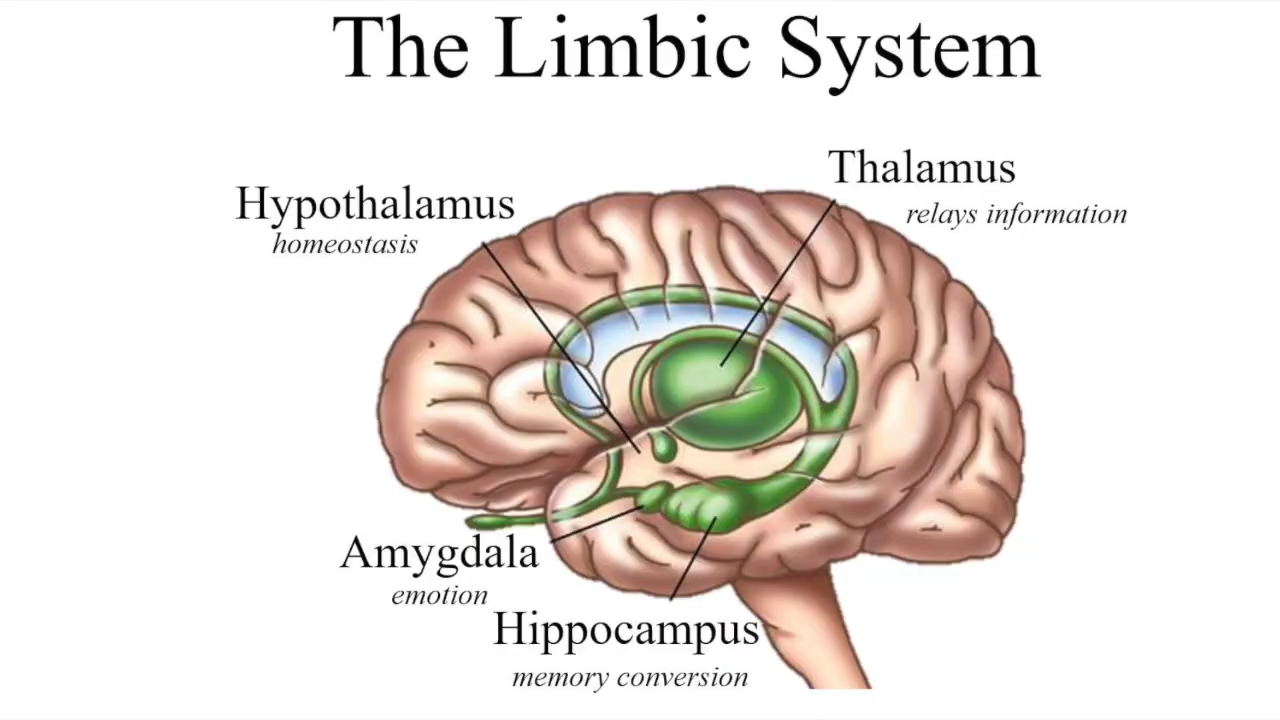 The Limbic System
Thalamus
relays information
Hypothalamus
homeostasis
Amygdala
emotion
Hippocampus
memory conversion